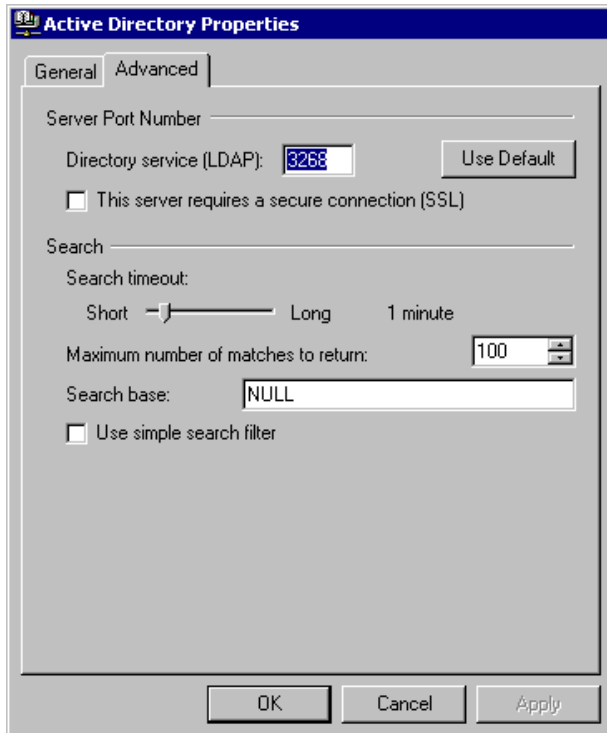 Active Directory Properties
General Advanced
Server Port Number
Directory service (LDAP): 3268 Use Default
This server requires a secure connection (SSL)
Search
Search timeout:
Short Long 1 minute
Maximum number of matches to return: 100
Search base: NULL
Use simple search filter
OK Cancel Apply